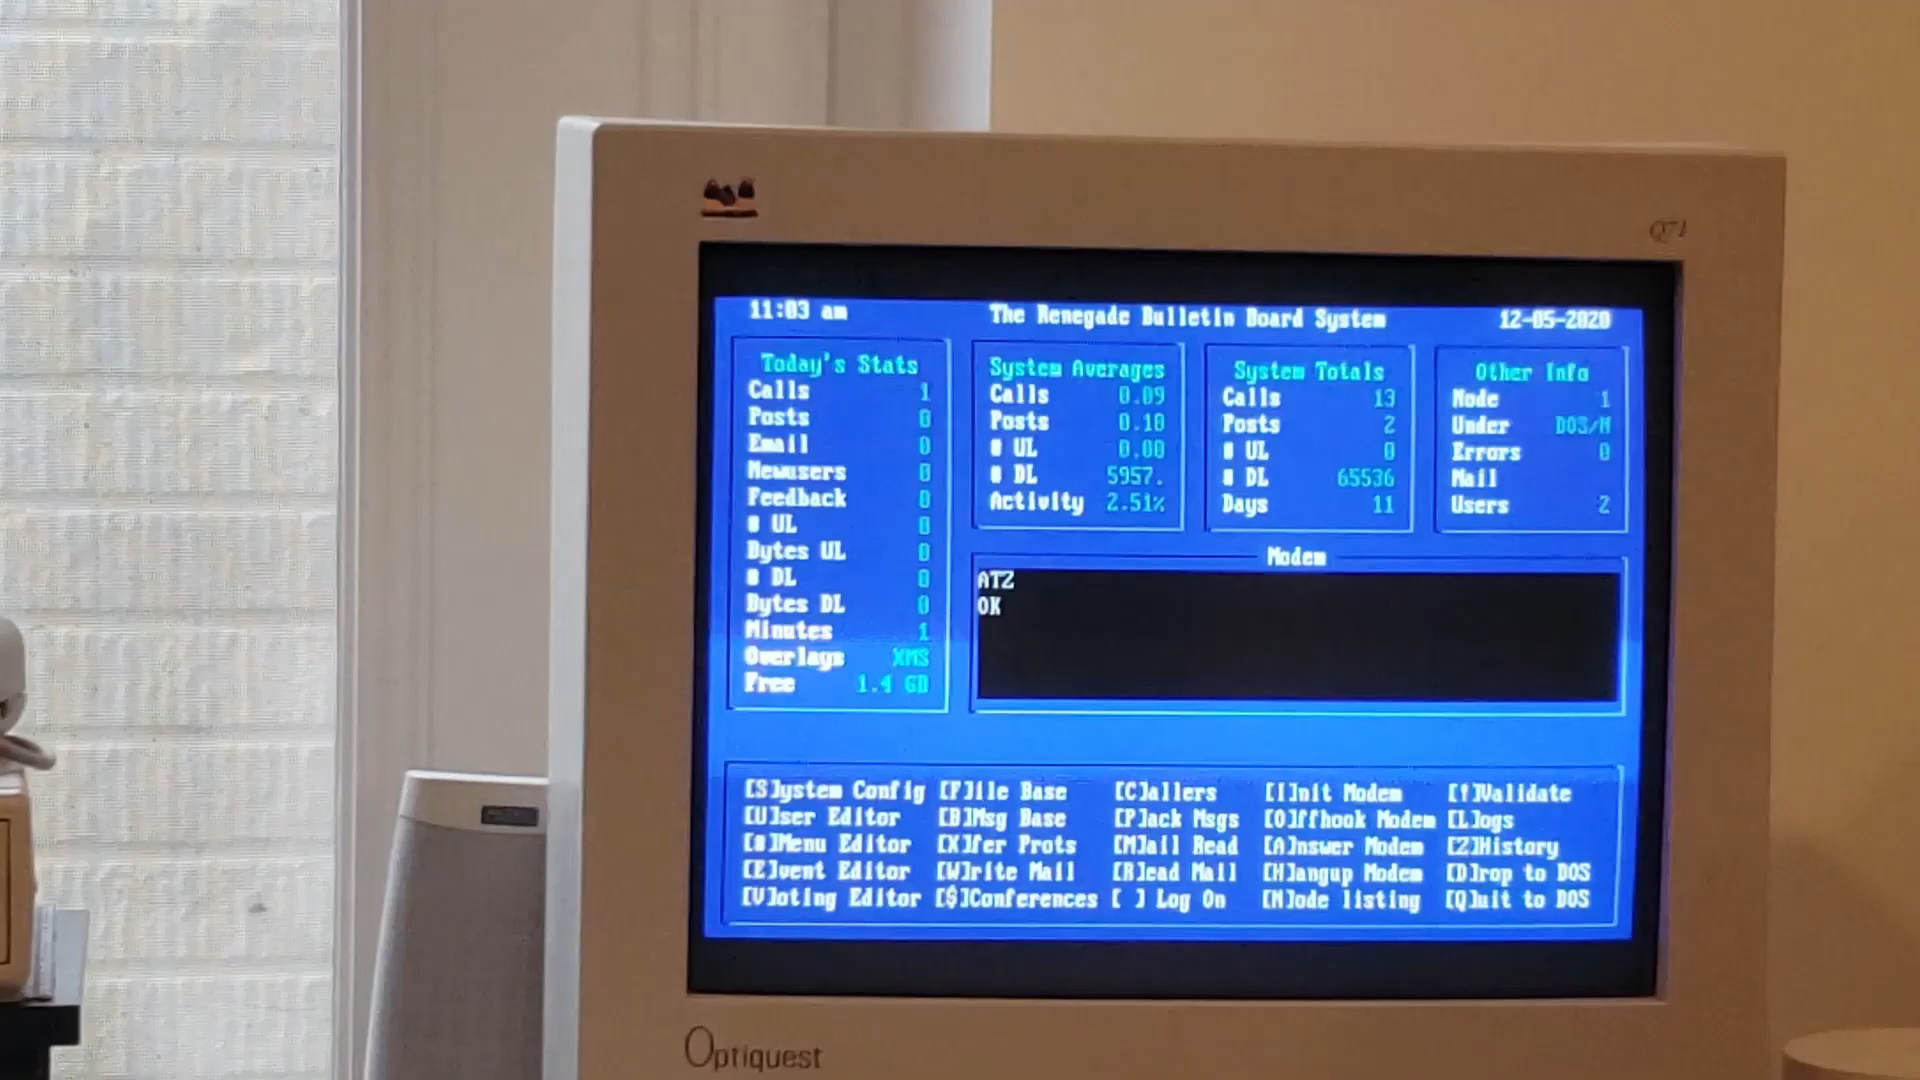 Q71
11:03 am The Renegade Bulletin Board System 12-05-2020
Today's Stats
Calls 1
Posts 0
Email 0
Newusers 0
Feedback 0
# UL 0
Bytes UL 0
# DL 0
Bytes DL 0
Minutes 1
Overlays XMS
Free 1.4 GB
System Averages
Calls 0.09
Posts 0.18
# UL 0.00
# DL 5957.
Activity 2.51%
System Totals
Calls 13
Posts 2
# UL 0
# DL 65536
Days 11
Other Info
Node 1
Under DOS/N
Errors 0
Mail
Users 2
Modem
ATZ
OK
[S]ystem Config [F]ile Base [C]allers [I]nit Modem [!]Validate
[U]ser Editor [B]Msg Base [P]ack Msgs [O]ffhook Modem [L]ogs
[#]Menu Editor [X]fer Prots [M]ail Read [A]nswer Modem [Z]History
[E]vent Editor [W]rite Mail [R]ead Mail [H]angup Modem [D]rop to DOS
[V]oting Editor [$]Conferences [ ] Log On [N]ode listing [Q]uit to DOS
Optiquest